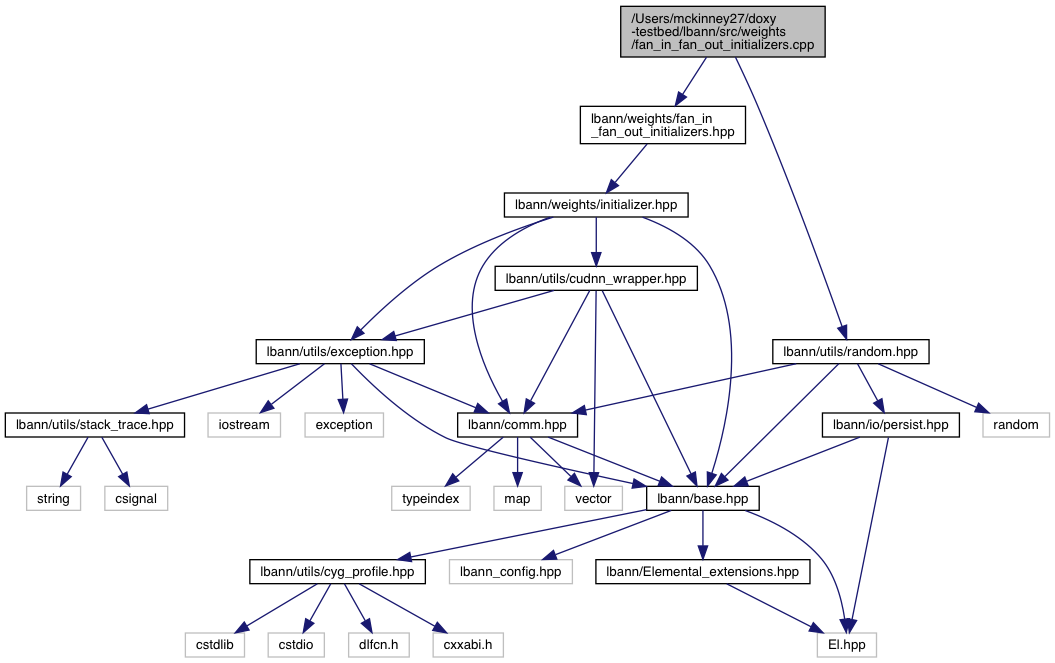 /Users/mckinney27/doxy
-testbed/lbann/src/weights
/fan_in_fan_out_initializers.cpp
lbann/weights/fan_in
_fan_out_initializers.hpp
lbann/weights/initializer.hpp
lbann/utils/cudnn_wrapper.hpp
lbann/utils/exception.hpp
lbann/utils/random.hpp
lbann/utils/stack_trace.hpp
iostream
exception
lbann/comm.hpp
lbann/io/persist.hpp
random
string
csignal
typeindex
map
vector
lbann/base.hpp
lbann/utils/cyg_profile.hpp
lbann_config.hpp
lbann/Elemental_extensions.hpp
cstdlib
cstdio
dlfcn.h
cxxabi.h
El.hpp